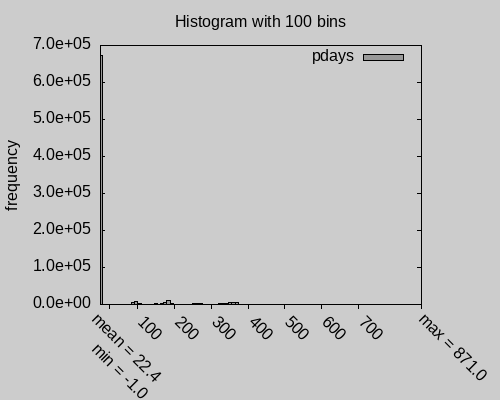 Histogram with 100 bins
pdays
frequency
7.0e+05
6.0e+05
5.0e+05
4.0e+05
3.0e+05
2.0e+05
1.0e+05
0.0e+00
mean = 22.4
min = -1.0
100
200
300
400
500
600
700
max = 871.0